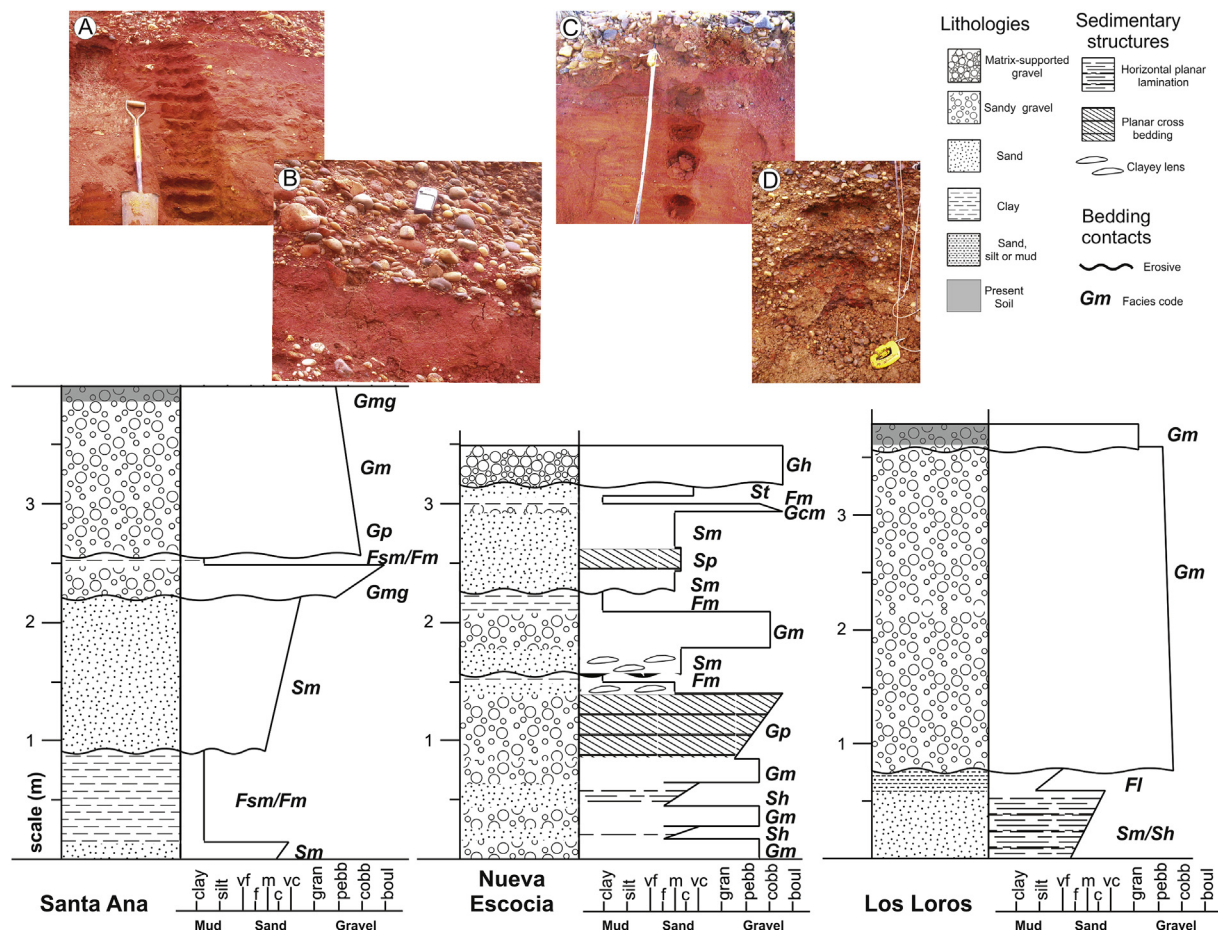 A
B
C
D
Lithologies
Matrix-supported
gravel
Sandy gravel
Sand
Clay
Sand,
silt or mud
Present
Soil
Sedimentary
structures
Horizontal planar
lamination
Planar cross
bedding
Clayey lens
Bedding
contacts
Erosive
Gm Facies code
scale (m)
3
2
1
Gmg
Gm
Gp
Fsm/Fm
Gmg
Sm
Fsm/Fm
Sm
clay
silt
vf
f
m
c
vc
gran
pebb
cobb
boul
Mud Sand Gravel
Santa Ana
3
2
1
Gh
St
Fm
Gcm
Sm
Sp
Sm
Fm
Gm
Sm
Fm
Gp
Gm
Sh
Gm
Sh
Gm
clay
silt
vf
f
m
c
vc
gran
pebb
cobb
boul
Mud Sand Gravel
Nueva
Escocia
3
2
1
Gm
Gm
Fl
Sm/Sh
clay
silt
vf
f
m
c
vc
gran
pebb
cobb
boul
Mud Sand Gravel
Los Loros